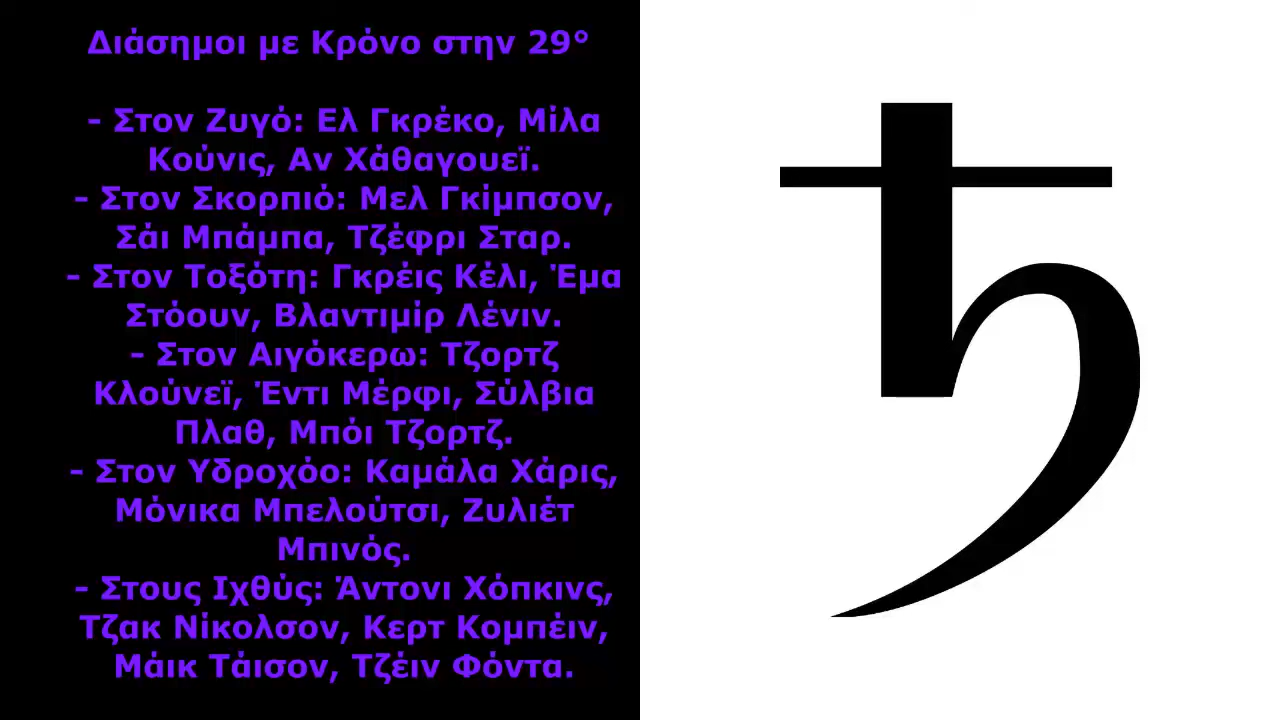 Διάσημοι με Κρόνο στην 29°
- Στον Ζυγό: Ελ Γκρέκο, Μίλα
Κούνις, Αν Χάθαγουεϊ.
- Στον Σκορπιό: Μελ Γκίμπσον,
Σάι Μπάμπα, Τζέφρι Σταρ.
- Στον Τοξότη: Γκρέις Κέλι, Έμα
Στόουν, Βλαντιμίρ Λένιν.
- Στον Αιγόκερω: Τζορτζ
Κλούνεϊ, Έντι Μέρφι, Σύλβια
Πλαθ, Μπόι Τζορτζ.
- Στον Υδροχόο: Καμάλα Χάρις,
Μόνικα Μπελούτσι, Ζυλιέτ
Μπινός.
- Στους Ιχθύς: Άντονι Χόπκινς,
Τζακ Νίκολσον, Κερτ Κομπέιν,
Μάικ Τάισον, Τζέιν Φόντα.